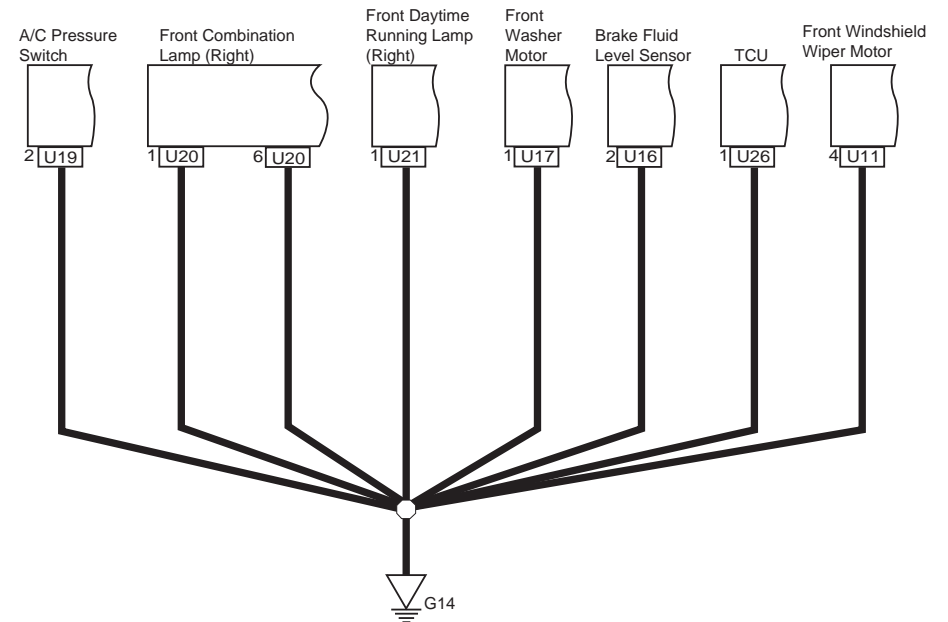 A/C Pressure
Switch
Front Combination
Lamp (Right)
Front Daytime
Running Lamp
(Right)
Front
Washer
Motor
Brake Fluid
Level Sensor
TCU
Front Windshield
Wiper Motor
2 U19
1 U20
6 U20
1 U21
1 U17
2 U16
1 U26
4 U11
G14